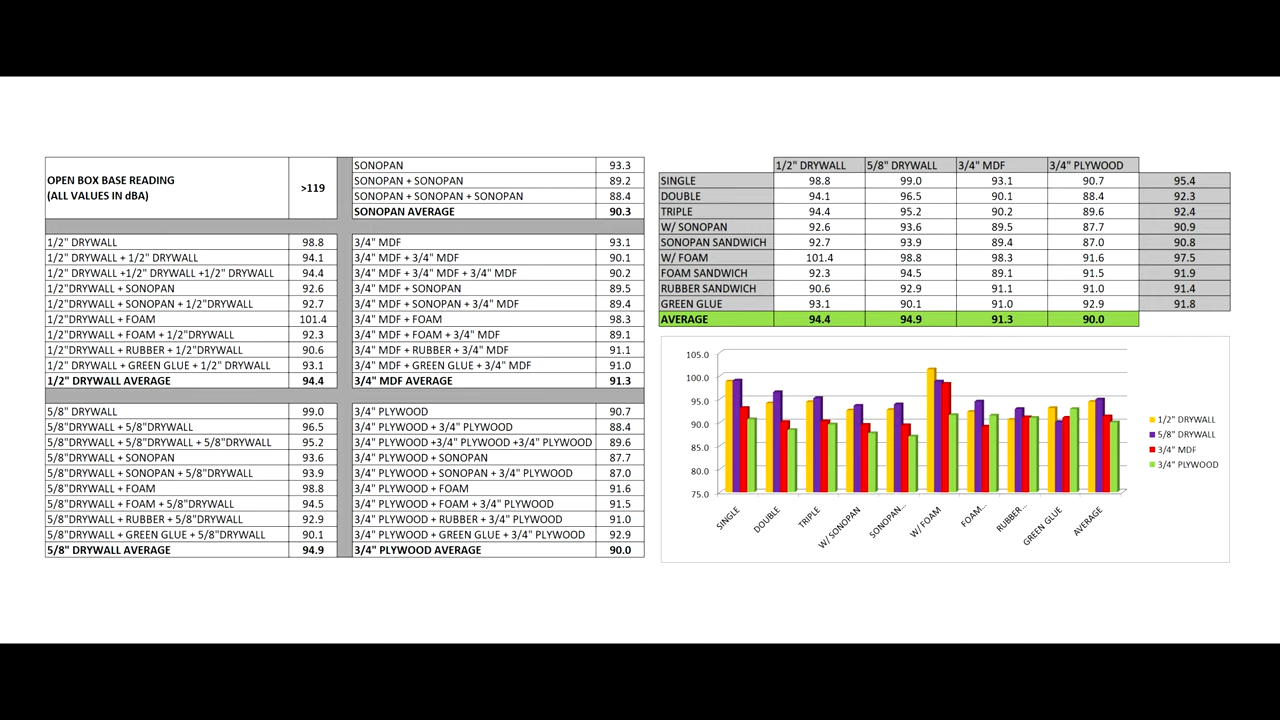 OPEN BOX BASE READING
(ALL VALUES IN dBA)
>119
1/2" DRYWALL 98.8
1/2" DRYWALL + 1/2" DRYWALL 94.1
1/2" DRYWALL +1/2" DRYWALL +1/2" DRYWALL 94.4
1/2" DRYWALL + SONOPAN 92.6
1/2" DRYWALL + SONOPAN + 1/2"DRYWALL 92.7
1/2" DRYWALL + FOAM 101.4
1/2"DRYWALL + FOAM + 1/2"DRYWALL 92.3
1/2"DRYWALL + RUBBER + 1/2"DRYWALL 90.6
1/2" DRYWALL + GREEN GLUE + 1/2" DRYWALL 93.1
1/2" DRYWALL AVERAGE 94.4
5/8" DRYWALL 99.0
5/8"DRYWALL + 5/8"DRYWALL 96.5
5/8"DRYWALL + 5/8"DRYWALL + 5/8"DRYWALL 95.2
5/8"DRYWALL + SONOPAN 93.6
5/8"DRYWALL + SONOPAN + 5/8"DRYWALL 93.9
5/8"DRYWALL + FOAM 98.8
5/8"DRYWALL + FOAM + 5/8"DRYWALL 94.5
5/8"DRYWALL + RUBBER + 5/8"DRYWALL 92.9
5/8"DRYWALL + GREEN GLUE + 5/8"DRYWALL 90.1
5/8" DRYWALL AVERAGE 94.9
SONOPAN 93.3
SONOPAN + SONOPAN 89.2
SONOPAN + SONOPAN + SONOPAN 88.4
SONOPAN AVERAGE 90.3
3/4" MDF 93.1
3/4" MDF + 3/4" MDF 90.1
3/4" MDF + 3/4" MDF + 3/4" MDF 90.2
3/4" MDF + SONOPAN 89.5
3/4" MDF + SONOPAN + 3/4" MDF 89.4
3/4" MDF + FOAM 98.3
3/4" MDF + FOAM + 3/4" MDF 89.1
3/4" MDF + RUBBER + 3/4" MDF 91.1
3/4" MDF + GREEN GLUE + 3/4" MDF 91.0
3/4" MDF AVERAGE 91.3
3/4" PLYWOOD 90.7
3/4" PLYWOOD + 3/4" PLYWOOD 88.4
3/4" PLYWOOD +3/4" PLYWOOD +3/4" PLYWOOD 89.6
3/4" PLYWOOD + SONOPAN 87.7
3/4" PLYWOOD + SONOPAN + 3/4" PLYWOOD 87.0
3/4" PLYWOOD + FOAM 91.6
3/4" PLYWOOD + FOAM + 3/4" PLYWOOD 91.5
3/4" PLYWOOD + RUBBER + 3/4" PLYWOOD 91.0
3/4" PLYWOOD + GREEN GLUE + 3/4" PLYWOOD 92.9
3/4" PLYWOOD AVERAGE 90.0
1/2" DRYWALL 5/8" DRYWALL 3/4" MDF 3/4" PLYWOOD
SINGLE 98.8 99.0 93.1 90.7 95.4
DOUBLE 94.1 96.5 90.1 88.4 92.3
TRIPLE 94.4 95.2 90.2 89.6 92.4
W/ SONOPAN 92.6 93.6 89.5 87.7 90.9
SONOPAN SANDWICH 92.7 93.9 89.4 87.0 90.8
W/ FOAM 101.4 98.8 98.3 91.6 97.5
FOAM SANDWICH 92.3 94.5 89.1 91.5 91.9
RUBBER SANDWICH 90.6 92.9 91.1 91.0 91.4
GREEN GLUE 93.1 90.1 91.0 92.9 91.8
AVERAGE 94.4 94.9 91.3 90.0
105.0
100.0
95.0
90.0
85.0
80.0
75.0
SINGLE DOUBLE TRIPLE W/ SONOPAN SONOPAN... W/ FOAM FOAM... RUBBER... GREEN GLUE AVERAGE
1/2" DRYWALL
5/8" DRYWALL
3/4" MDF
3/4" PLYWOOD